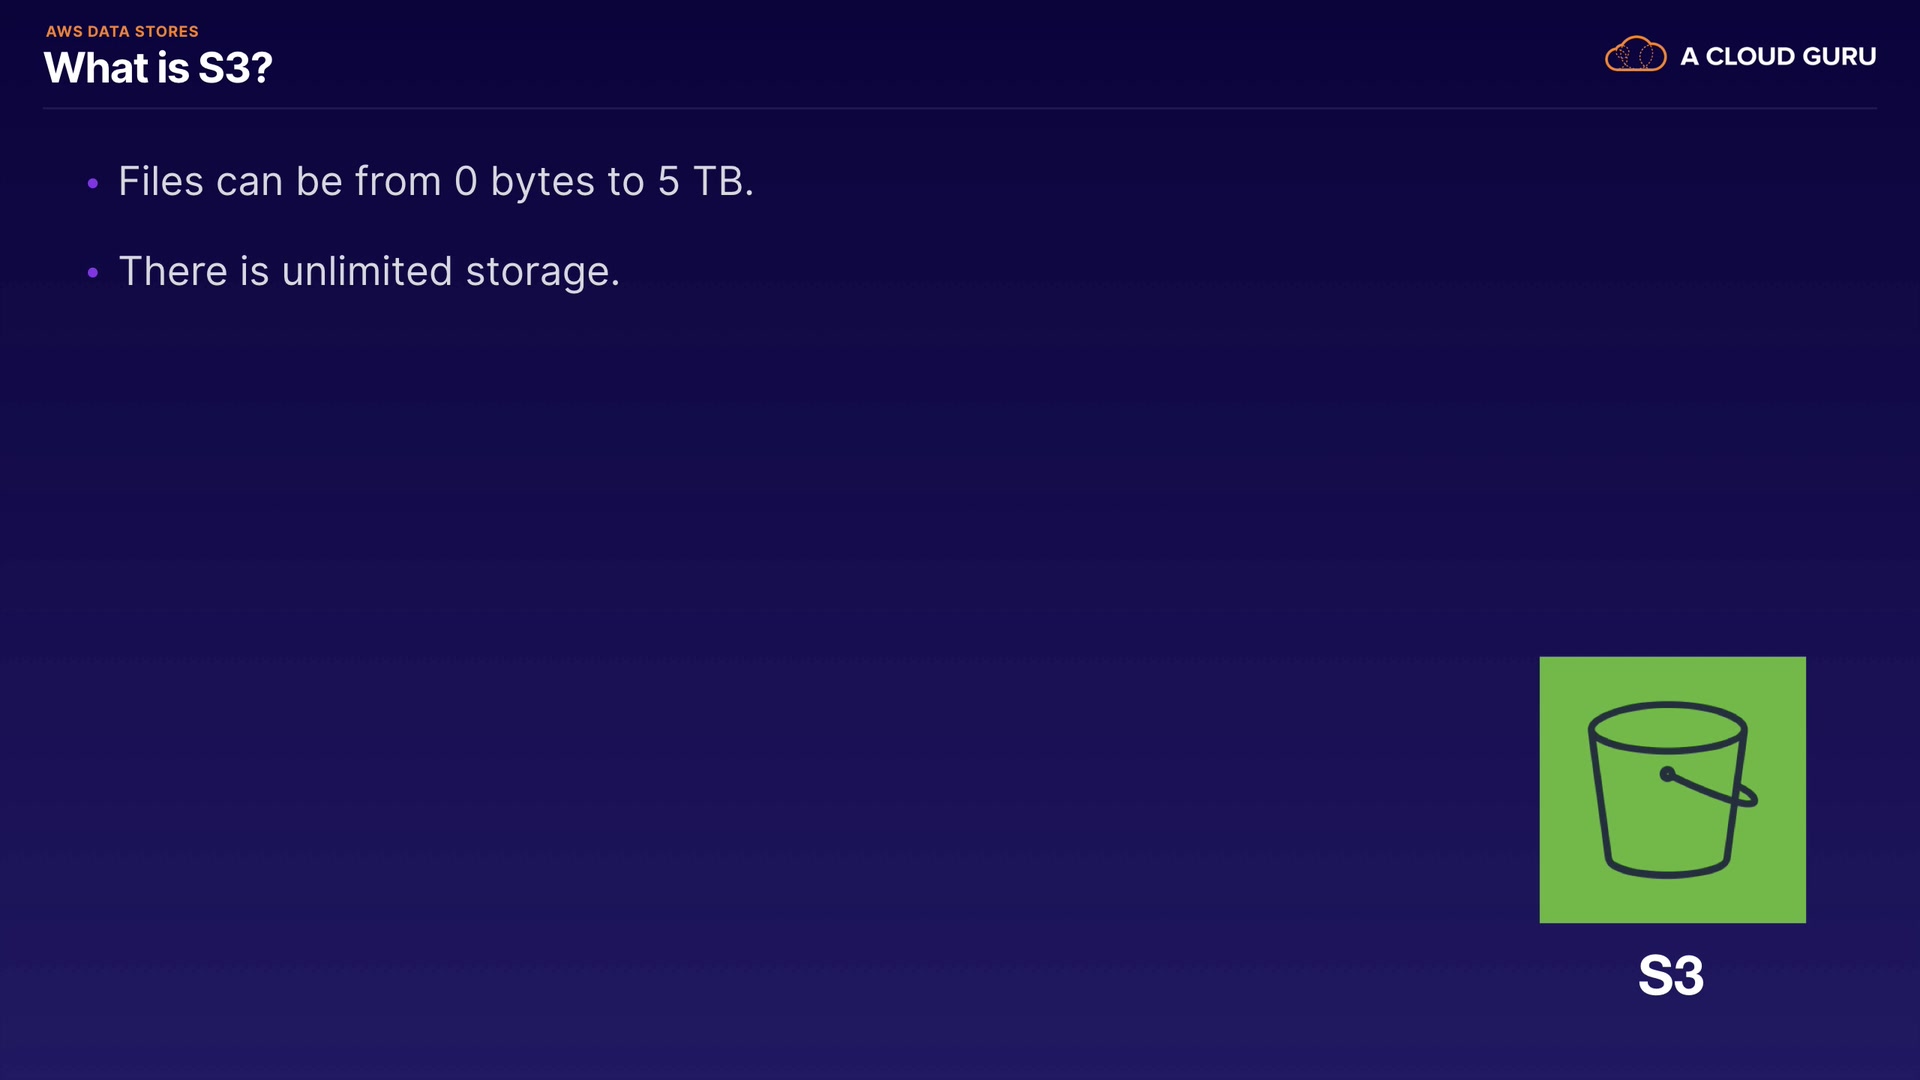 AWS DATA STORES
What is S3?
A CLOUD GURU
• Files can be from 0 bytes to 5 TB.
• There is unlimited storage.
S3